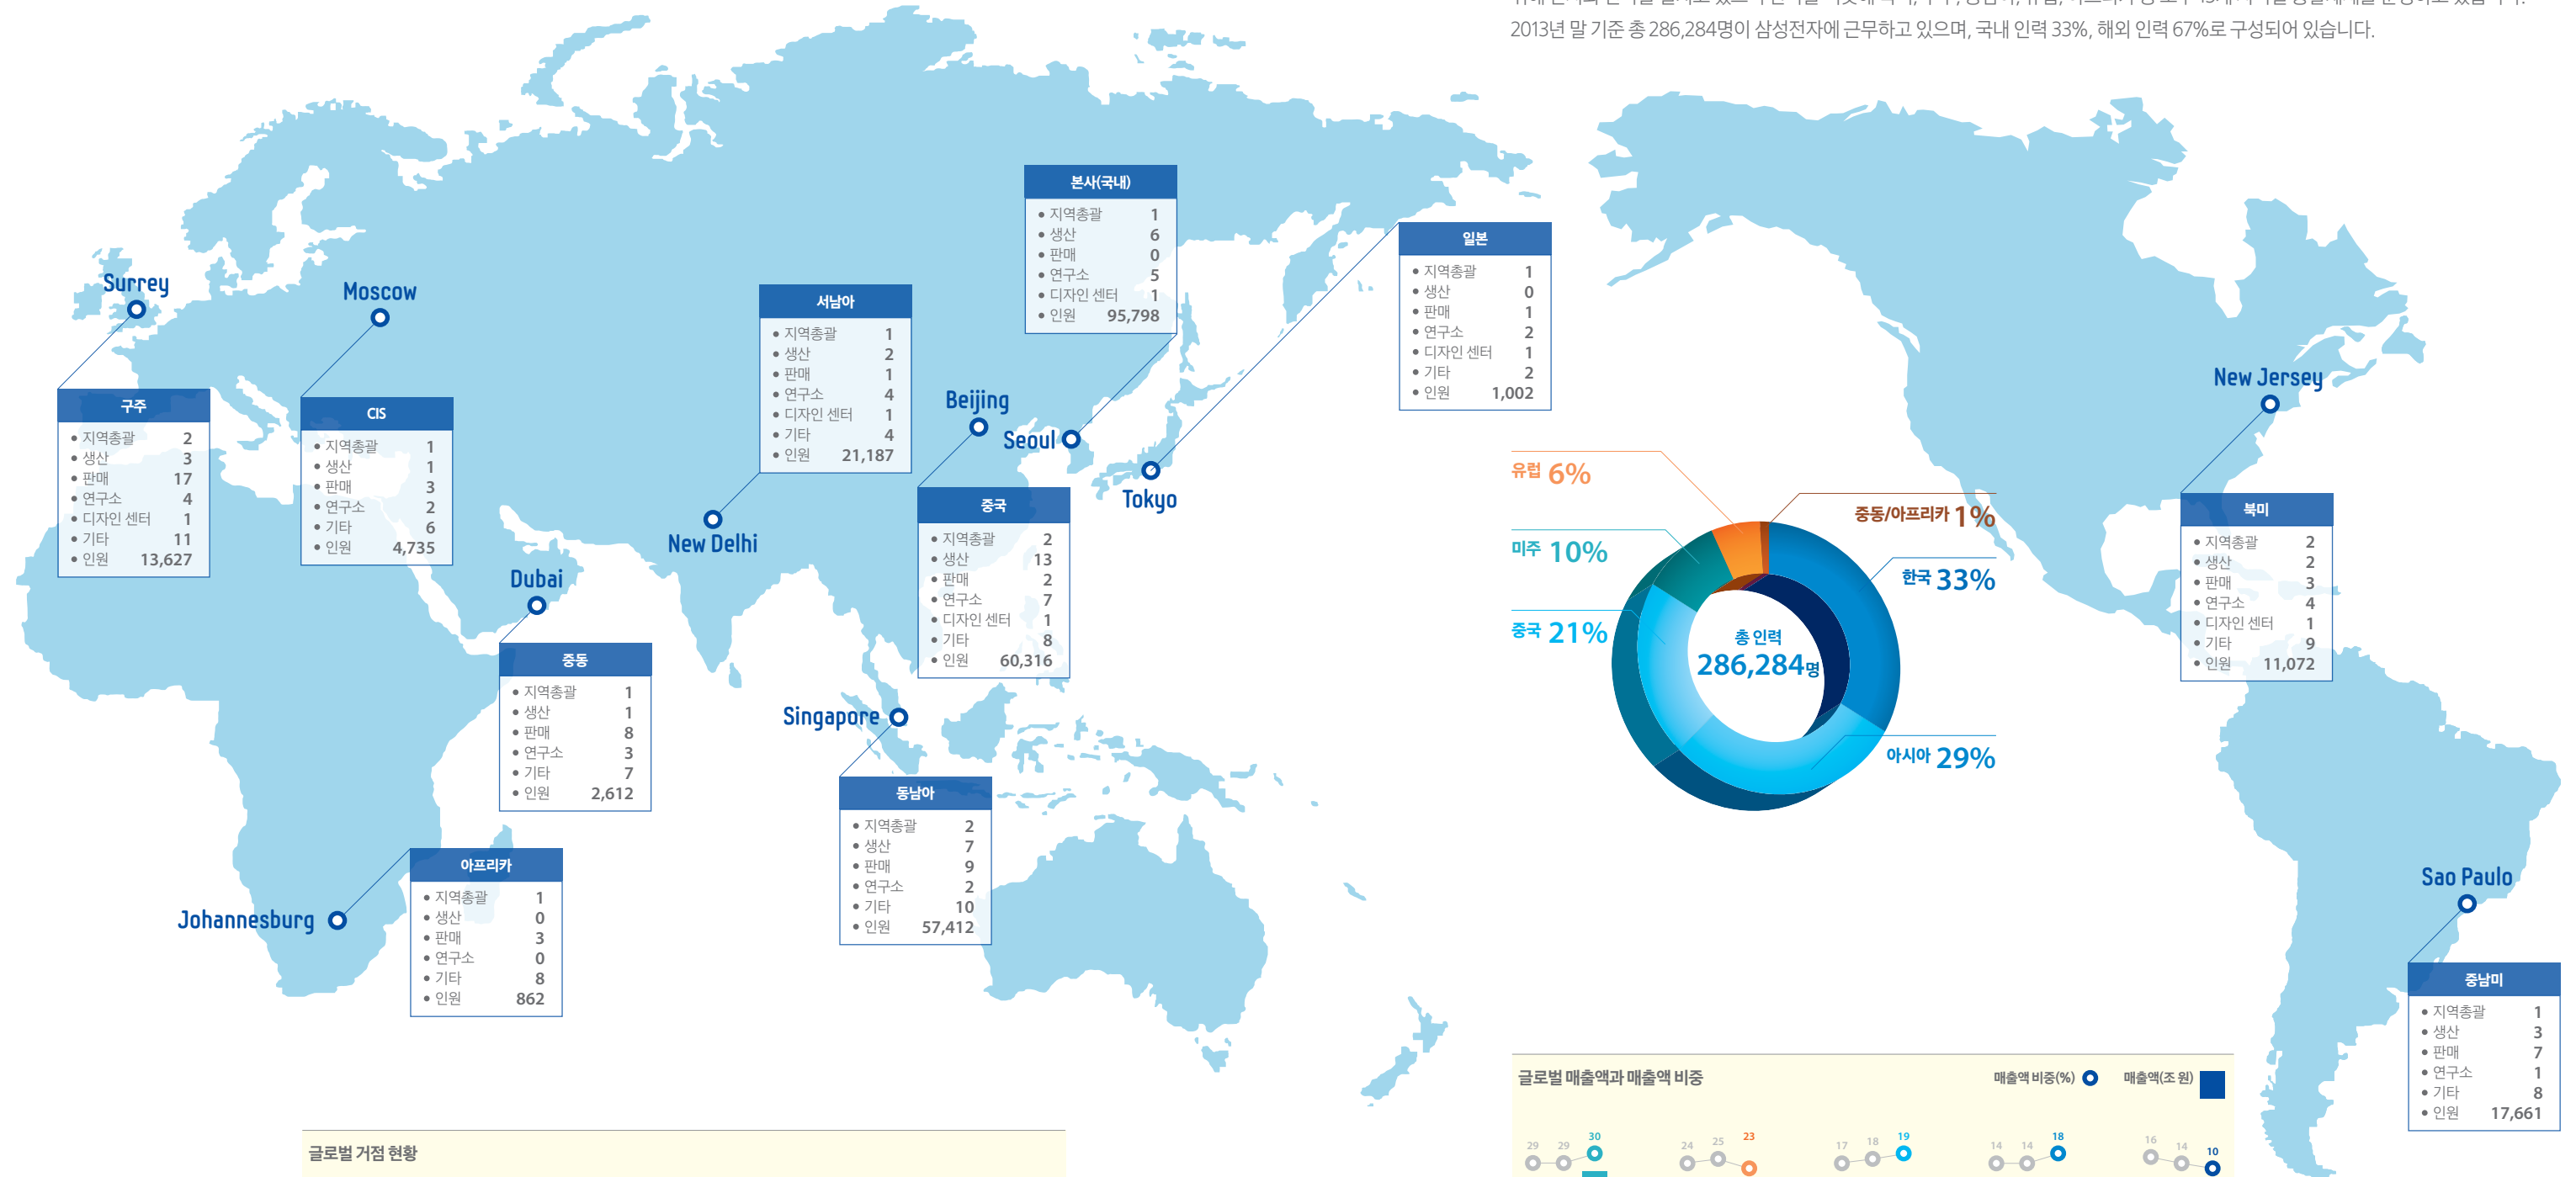 2013년 말 기준 총 286,284명이 삼성전자에 근무하고 있으며, 국내 인력 33%, 해외 인력 67%로 구성되어 있습니다.
본사(국내)
• 지역총괄 1
• 생산 6
• 판매 0
• 연구소 5
• 디자인 센터 1
• 인원 95,798
일본
• 지역총괄 1
• 생산 0
• 판매 1
• 연구소 2
• 디자인 센터 1
• 기타 2
• 인원 1,002
Surrey
Moscow
서남아
• 지역총괄 1
• 생산 2
• 판매 1
• 연구소 4
• 디자인 센터 1
• 기타 4
• 인원 21,187
New Jersey
Beijing
Seoul
Tokyo
구주
• 지역총괄 2
• 생산 3
• 판매 17
• 연구소 4
• 디자인 센터 1
• 기타 11
• 인원 13,627
CIS
• 지역총괄 1
• 생산 1
• 판매 3
• 연구소 2
• 기타 6
• 인원 4,735
New Delhi
중국
• 지역총괄 2
• 생산 13
• 판매 2
• 연구소 7
• 디자인 센터 1
• 기타 8
• 인원 60,316
유럽 6%
중동/아프리카 1%
미주 10%
한국 33%
중국 21%
총 인력
286,284명
아시아 29%
북미
• 지역총괄 2
• 생산 2
• 판매 3
• 연구소 4
• 디자인 센터 1
• 기타 9
• 인원 11,072
Dubai
중동
• 지역총괄 1
• 생산 1
• 판매 8
• 연구소 3
• 기타 7
• 인원 2,612
Singapore
동남아
• 지역총괄 2
• 생산 7
• 판매 9
• 연구소 2
• 기타 10
• 인원 57,412
아프리카
• 지역총괄 1
• 생산 0
• 판매 3
• 연구소 0
• 기타 8
• 인원 862
Johannesburg
Sao Paulo
중남미
• 지역총괄 1
• 생산 3
• 판매 7
• 연구소 1
• 기타 8
• 인원 17,661
글로벌 거점 현황
글로벌 매출액과 매출액 비중
매출액 비중(%) 매출액(조 원)
29 29 30 24 25 23 17 18 19 14 14 18 16 14 10